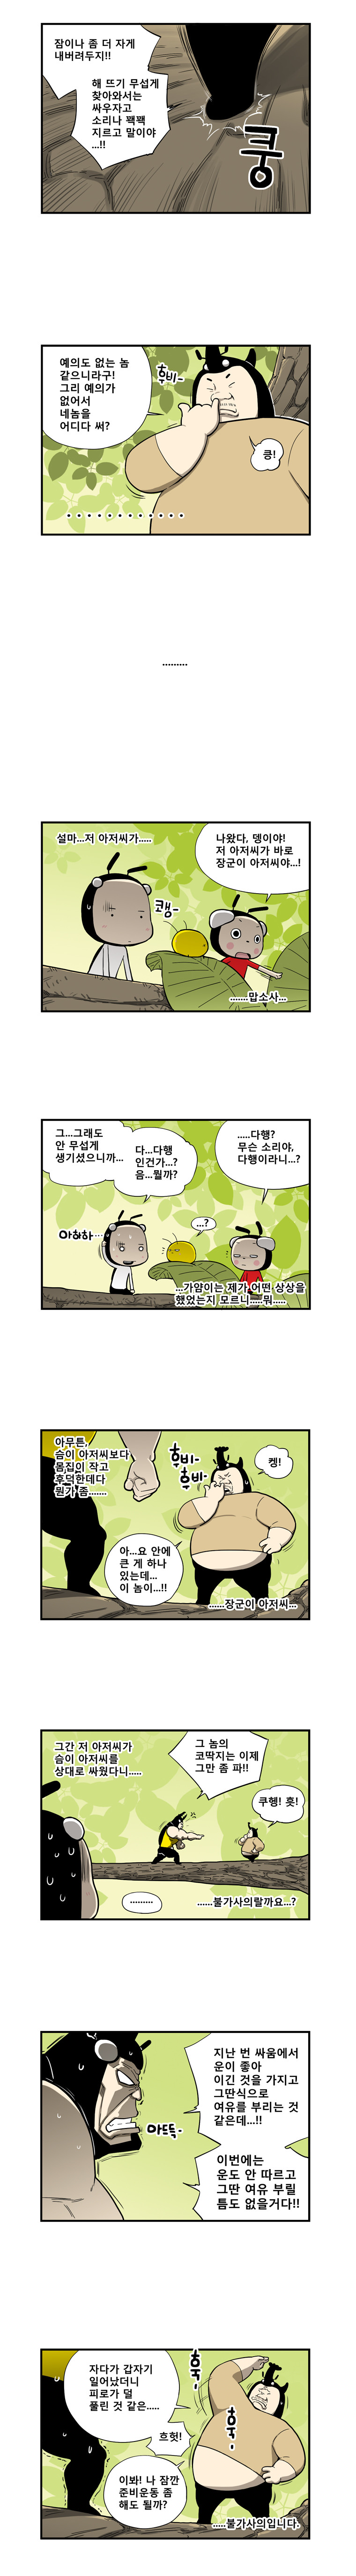 잠이나 좀 더 자게
내버려두지!!
해 뜨기 무섭게
찾아와서는
싸우자고
소리나 꽥꽥
지르고 말이야
...!!
쿵
예의도 없는 놈
같으니라구!
그리 예의가
없어서
네놈을
어디다 써?
후비-
킁!
............
.........
설마...저 아저씨가.....
나왔다, 뎅이야!
저 아저씨가 바로
장군이 아저씨야...!
코앰-
.......맙소사...
그...그래도
안 무섭게
생기셨으니까...
다...다행
인건가...?
음...뭘까?
.....다행?
무슨 소리야,
다행이라니...?
아하하...
...?
...가얌이는 제가 어떤 상상을
했었는지 모르니.....뭐.....
아무튼,
슴이 아저씨보다
몸집이 작고
후덕한데다
뭔가 좀.......
후비-
후비-
켕!
아...요 안에
큰 게 하나
있는데...
이 놈이...!!
......장군이 아저씨...
그간 저 아저씨가
슴이 아저씨를
상대로 싸웠다니.....
그 놈의
코딱지는 이제
그만 좀 파!!
쿠헹! 흣!
.........
......불가사의랄까요...?
지난 번 싸움에서
운이 좋아
이긴 것을 가지고
그딴식으로
여유를 부리는 것
같은데...!!
아드득-
이번에는
운도 안 따르고
그딴 여유 부릴
틈도 없을거다!!
자다가 갑자기
일어났더니
피로가 덜
풀린 것 같은.....
훅-
훅-
흐헛!
이봐! 나 잠깐
준비운동 좀
해도 될까?
.....불가사의입니다.